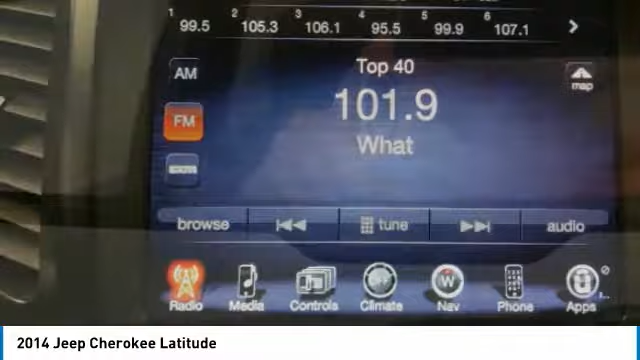 1 2 3 4 5 6
99.5 105.3 106.1 95.5 99.9 107.1
AM
Top 40
map
101.9
FM
What
browse tune audio
W
Radio Media Controls Climate Nav Phone Apps
2014 Jeep Cherokee Latitude